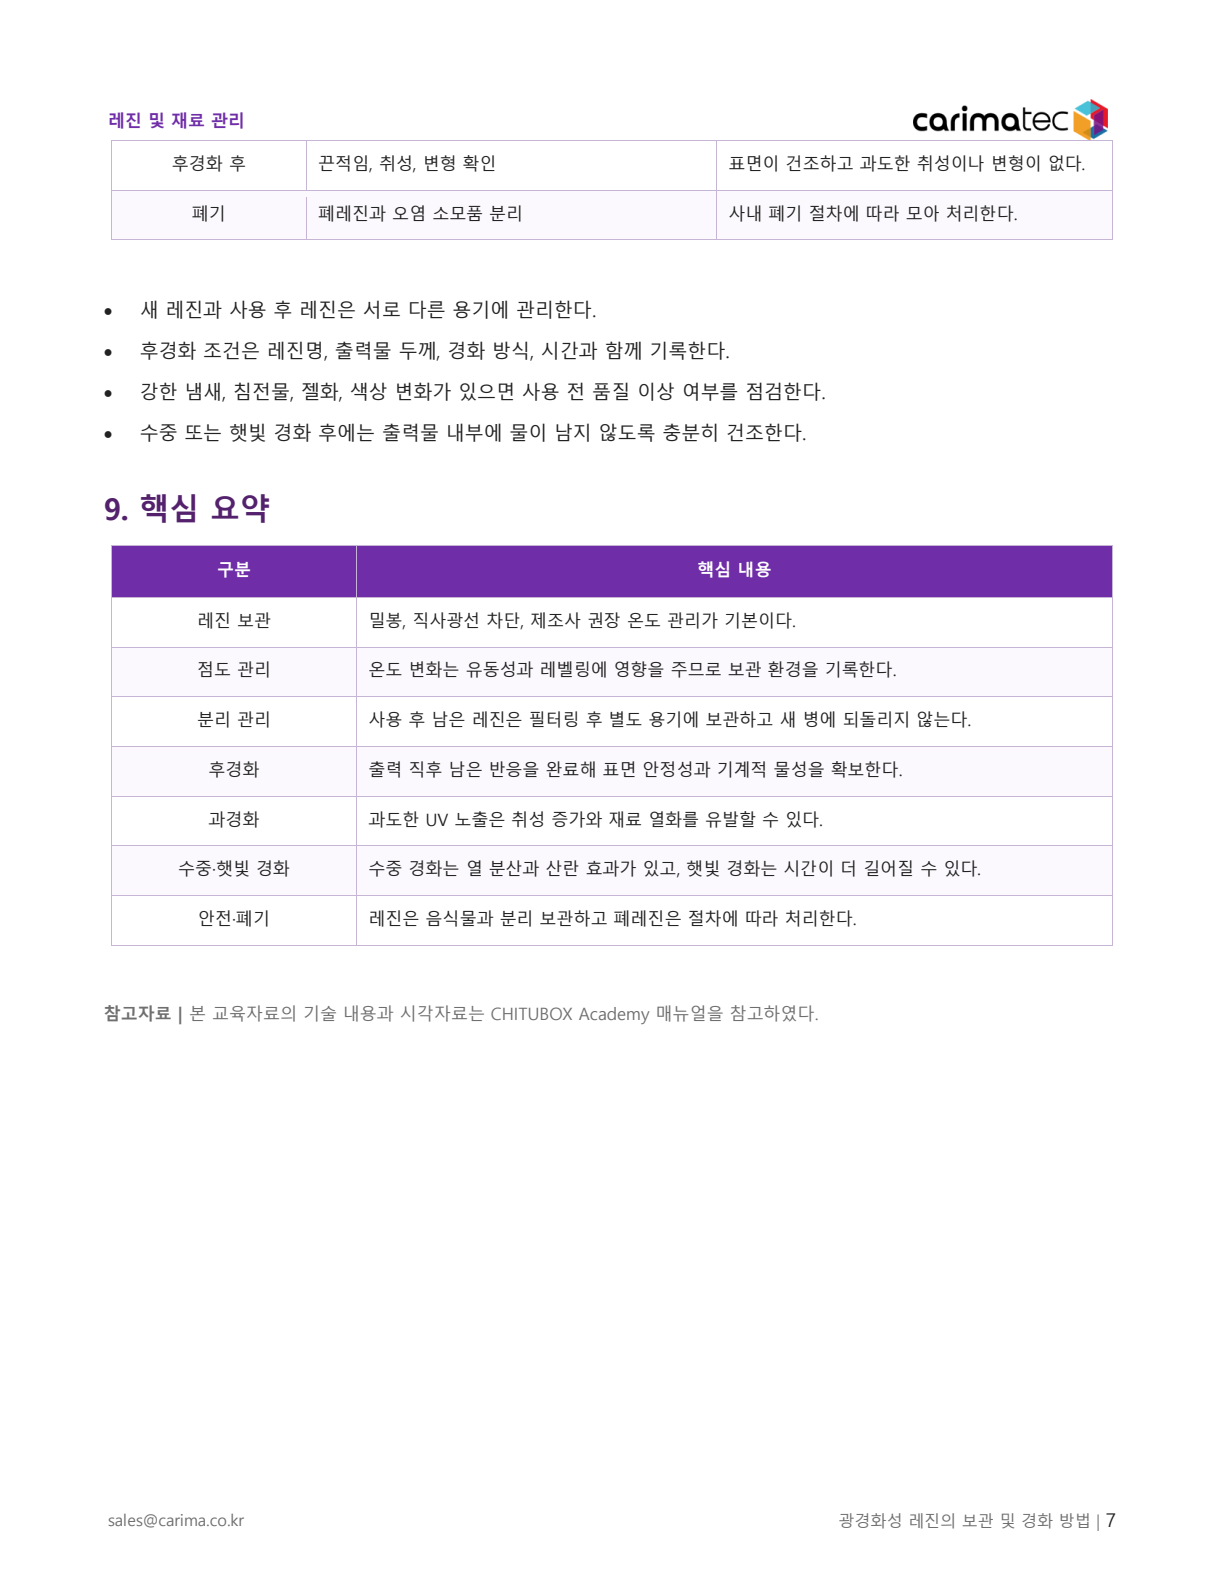 레진 및 재료 관리
carimatec
후경화 후 끈적임, 취성, 변형 확인 표면이 건조하고 과도한 취성이나 변형이 없다.
폐기 폐레진과 오염 소모품 분리 사내 폐기 절차에 따라 모아 처리한다.
• 새 레진과 사용 후 레진은 서로 다른 용기에 관리한다.
• 후경화 조건은 레진명, 출력물 두께, 경화 방식, 시간과 함께 기록한다.
• 강한 냄새, 침전물, 젤화, 색상 변화가 있으면 사용 전 품질 이상 여부를 점검한다.
• 수중 또는 햇빛 경화 후에는 출력물 내부에 물이 남지 않도록 충분히 건조한다.
9. 핵심 요약
구분 핵심 내용
레진 보관 밀봉, 직사광선 차단, 제조사 권장 온도 관리가 기본이다.
점도 관리 온도 변화는 유동성과 레벨링에 영향을 주므로 보관 환경을 기록한다.
분리 관리 사용 후 남은 레진은 필터링 후 별도 용기에 보관하고 새 병에 되돌리지 않는다.
후경화 출력 직후 남은 반응을 완료해 표면 안정성과 기계적 물성을 확보한다.
과경화 과도한 UV 노출은 취성 증가와 재료 열화를 유발할 수 있다.
수중·햇빛 경화 수중 경화는 열 분산과 산란 효과가 있고, 햇빛 경화는 시간이 더 길어질 수 있다.
안전·폐기 레진은 음식물과 분리 보관하고 폐레진은 절차에 따라 처리한다.
참고자료 | 본 교육자료의 기술 내용과 시각자료는 CHITUBOX Academy 매뉴얼을 참고하였다.
sales@carima.co.kr 광경화성 레진의 보관 및 경화 방법 | 7